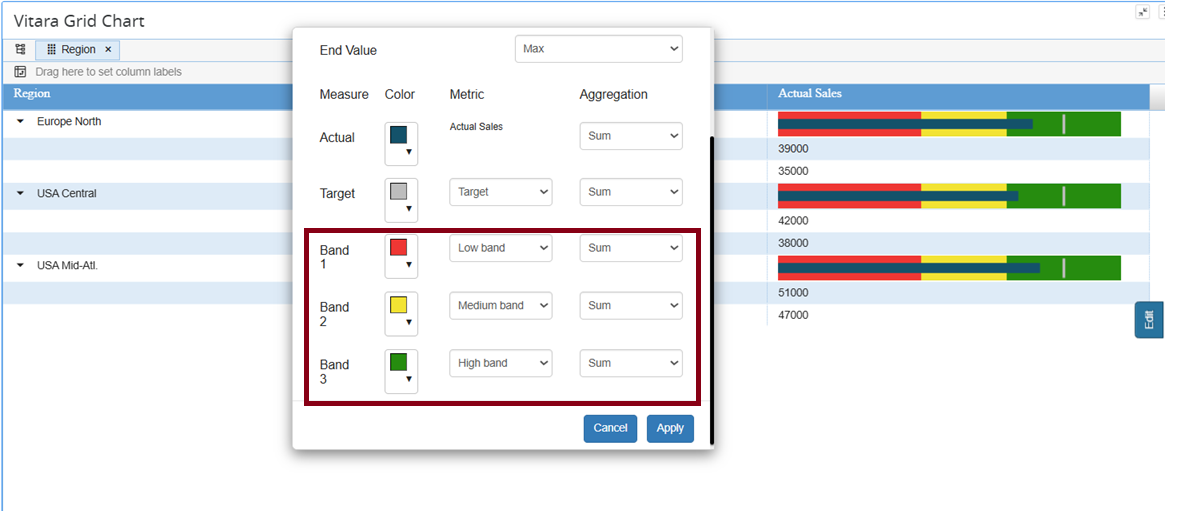 Vitara Grid Chart
Region ×
Drag here to set column labels
Region
Actual Sales
Europe North
39000
35000
USA Central
42000
38000
USA Mid-Atl.
51000
47000
Edit
End Value Max
Measure Color Metric Aggregation
Actual Actual Sales Sum
Target Target Sum
Band Low band Sum
1
Band Medium band Sum
2
Band High band Sum
3
Cancel Apply